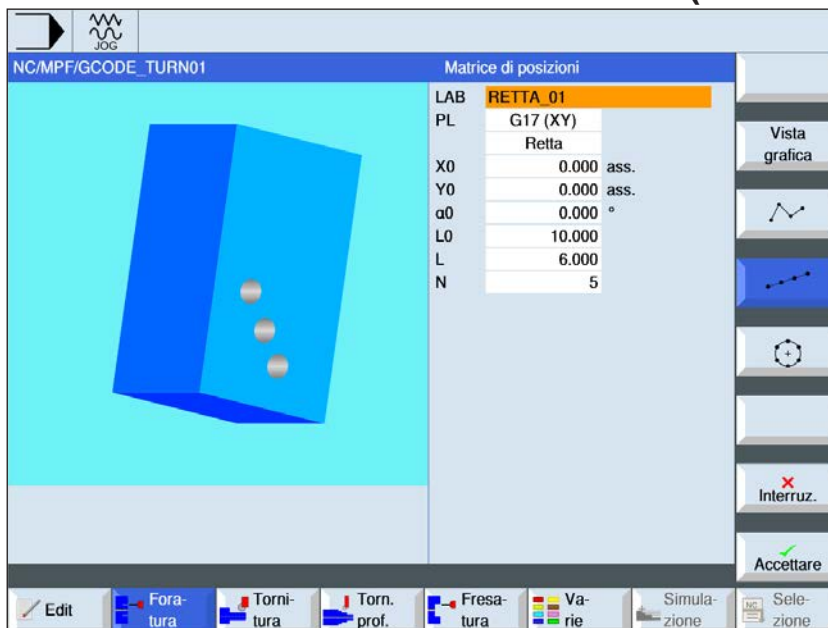 JOG
NC/MPF/GCODE_TURN01
Matrice di posizioni
LAB RETTA_01
PL G17 (XY)
Retta
X0 0.000 ass.
Y0 0.000 ass.
α0 0.000 °
L0 10.000
L 6.000
N 5
Vista
grafica
Interruz.
Accettare
Edit
Fora-
tura
Torni-
tura
Torn.
prof.
Fresa-
tura
Va-
rie
Simula-
zione
NC
Sele-
zione